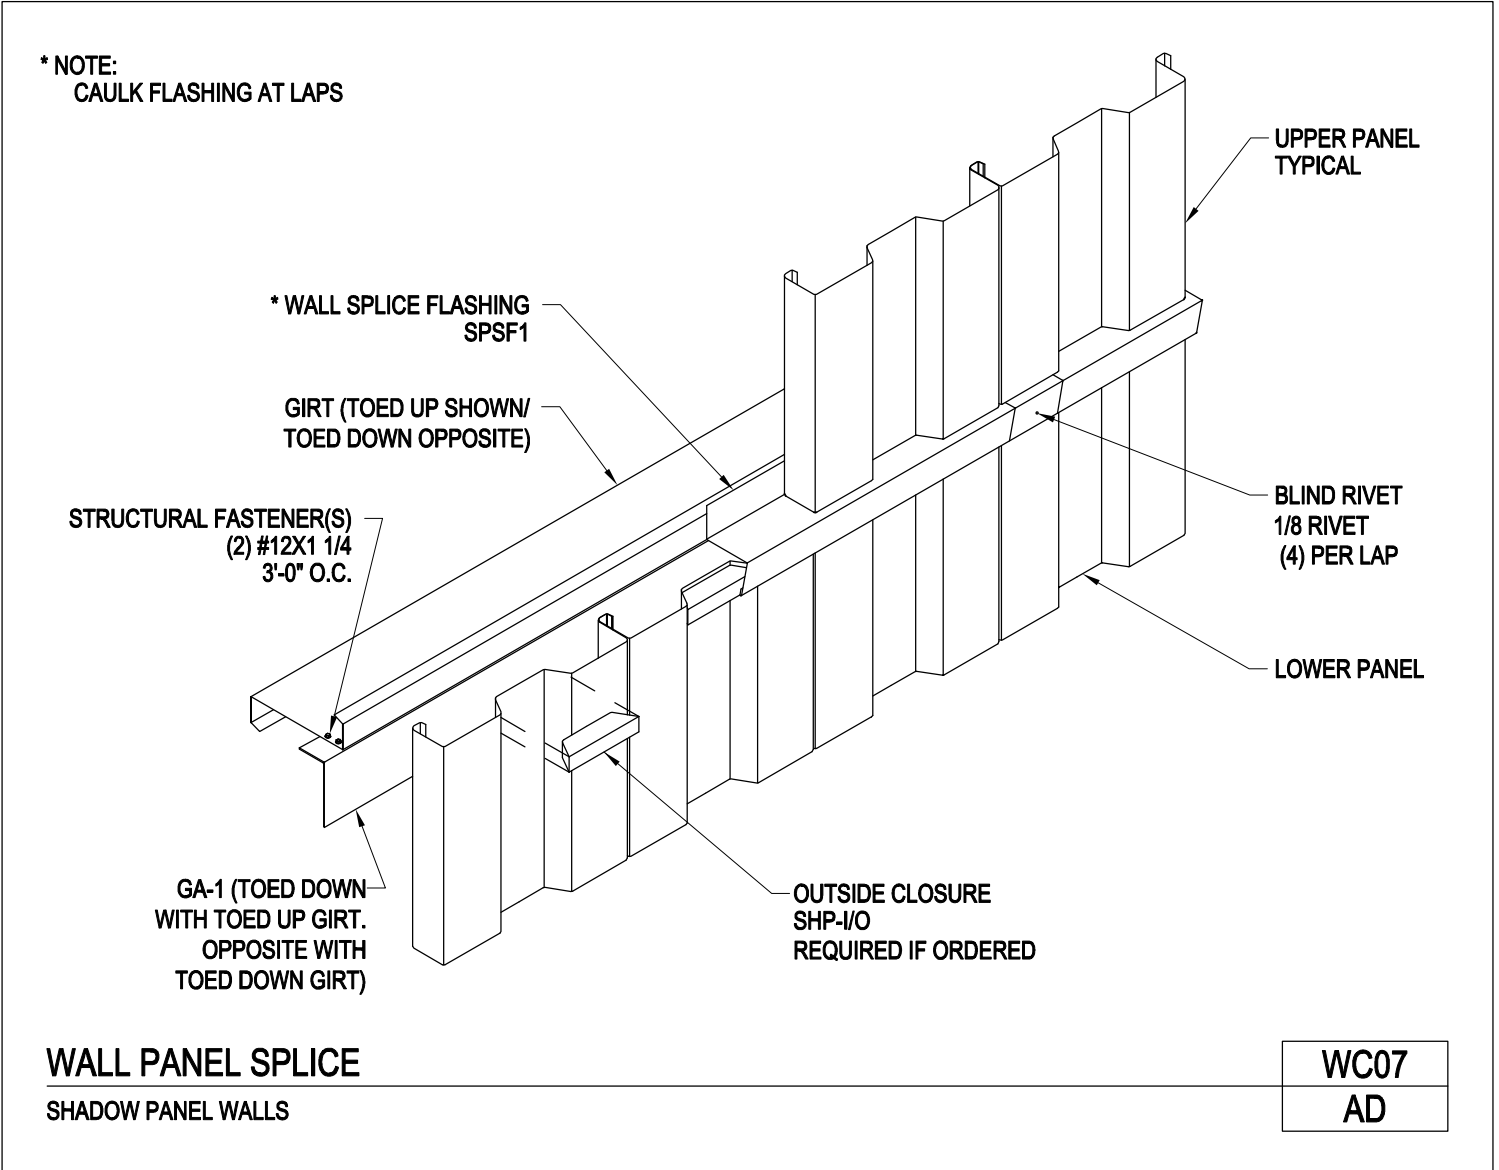 * NOTE:
CAULK FLASHING AT LAPS
UPPER PANEL
TYPICAL
* WALL SPLICE FLASHING
SPSF1
GIRT (TOED UP SHOWN/
TOED DOWN OPPOSITE)
STRUCTURAL FASTENER(S)
(2) #12X1 1/4
3'-0" O.C.
BLIND RIVET
1/8 RIVET
(4) PER LAP
LOWER PANEL
GA-1 (TOED DOWN
WITH TOED UP GIRT.
OPPOSITE WITH
TOED DOWN GIRT)
OUTSIDE CLOSURE
SHP-I/O
REQUIRED IF ORDERED
WALL PANEL SPLICE
SHADOW PANEL WALLS
WC07
AD